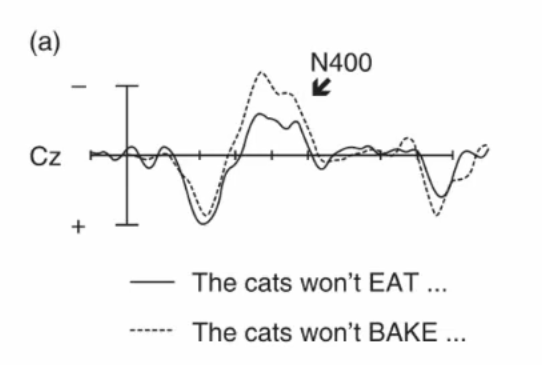 (a)
N400
−
Cz
+
The cats won't EAT ...
The cats won't BAKE ...